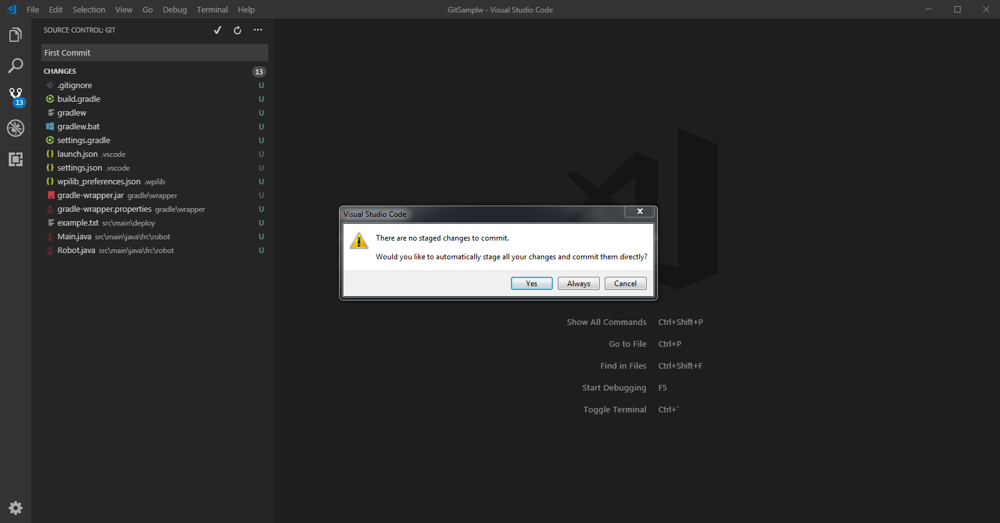 File Edit Selection View Go Debug Terminal Help
GitSamplw - Visual Studio Code
SOURCE CONTROL: GIT
First Commit
CHANGES 13
.gitignore U
build.gradle U
gradlew U
gradlew.bat U
settings.gradle U
launch.json .vscode U
settings.json .vscode U
wpilib_preferences.json .wpilib U
gradle-wrapper.jar gradle\wrapper U
gradle-wrapper.properties gradle\wrapper U
example.txt src\main\deploy U
Main.java src\main\java\frc\robot U
Robot.java src\main\java\frc\robot U
13
Visual Studio Code
There are no staged changes to commit.
Would you like to automatically stage all your changes and commit them directly?
Yes Always Cancel
Show All Commands Ctrl+Shift+P
Go to File Ctrl+P
Find in Files Ctrl+Shift+F
Start Debugging F5
Toggle Terminal Ctrl+`